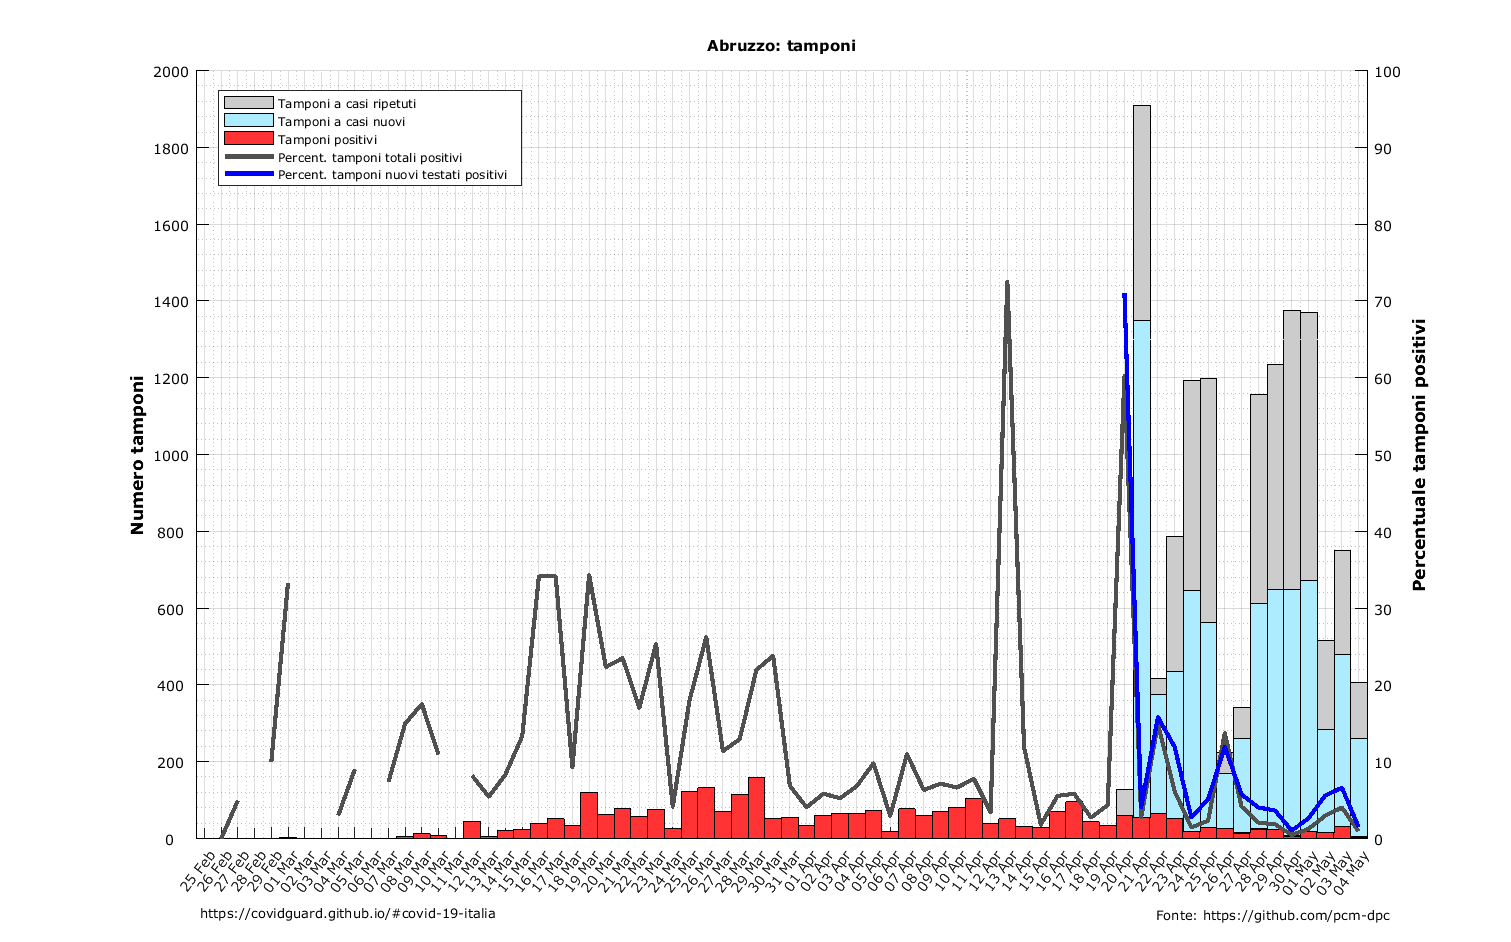 Abruzzo: tamponi
2000
1800
1600
1400
1200
1000
800
600
400
200
0
Numero tamponi
Tamponi a casi ripetuti
Tamponi a casi nuovi
Tamponi positivi
Percent. tamponi totali positivi
Percent. tamponi nuovi testati positivi
100
90
80
70
60
50
40
30
20
10
0
Percentuale tamponi positivi
25 Feb
26 Feb
27 Feb
28 Feb
29 Feb
01 Mar
02 Mar
03 Mar
04 Mar
05 Mar
06 Mar
07 Mar
08 Mar
09 Mar
10 Mar
11 Mar
12 Mar
13 Mar
14 Mar
15 Mar
16 Mar
17 Mar
18 Mar
19 Mar
20 Mar
21 Mar
22 Mar
23 Mar
24 Mar
25 Mar
26 Mar
27 Mar
28 Mar
29 Mar
30 Mar
31 Mar
01 Apr
02 Apr
03 Apr
04 Apr
05 Apr
06 Apr
07 Apr
08 Apr
09 Apr
10 Apr
11 Apr
12 Apr
13 Apr
14 Apr
15 Apr
16 Apr
17 Apr
18 Apr
19 Apr
20 Apr
21 Apr
22 Apr
23 Apr
24 Apr
25 Apr
26 Apr
27 Apr
28 Apr
29 Apr
30 Apr
01 May
02 May
03 May
04 May
https://covidguard.github.io/#covid-19-italia
Fonte: https://github.com/pcm-dpc